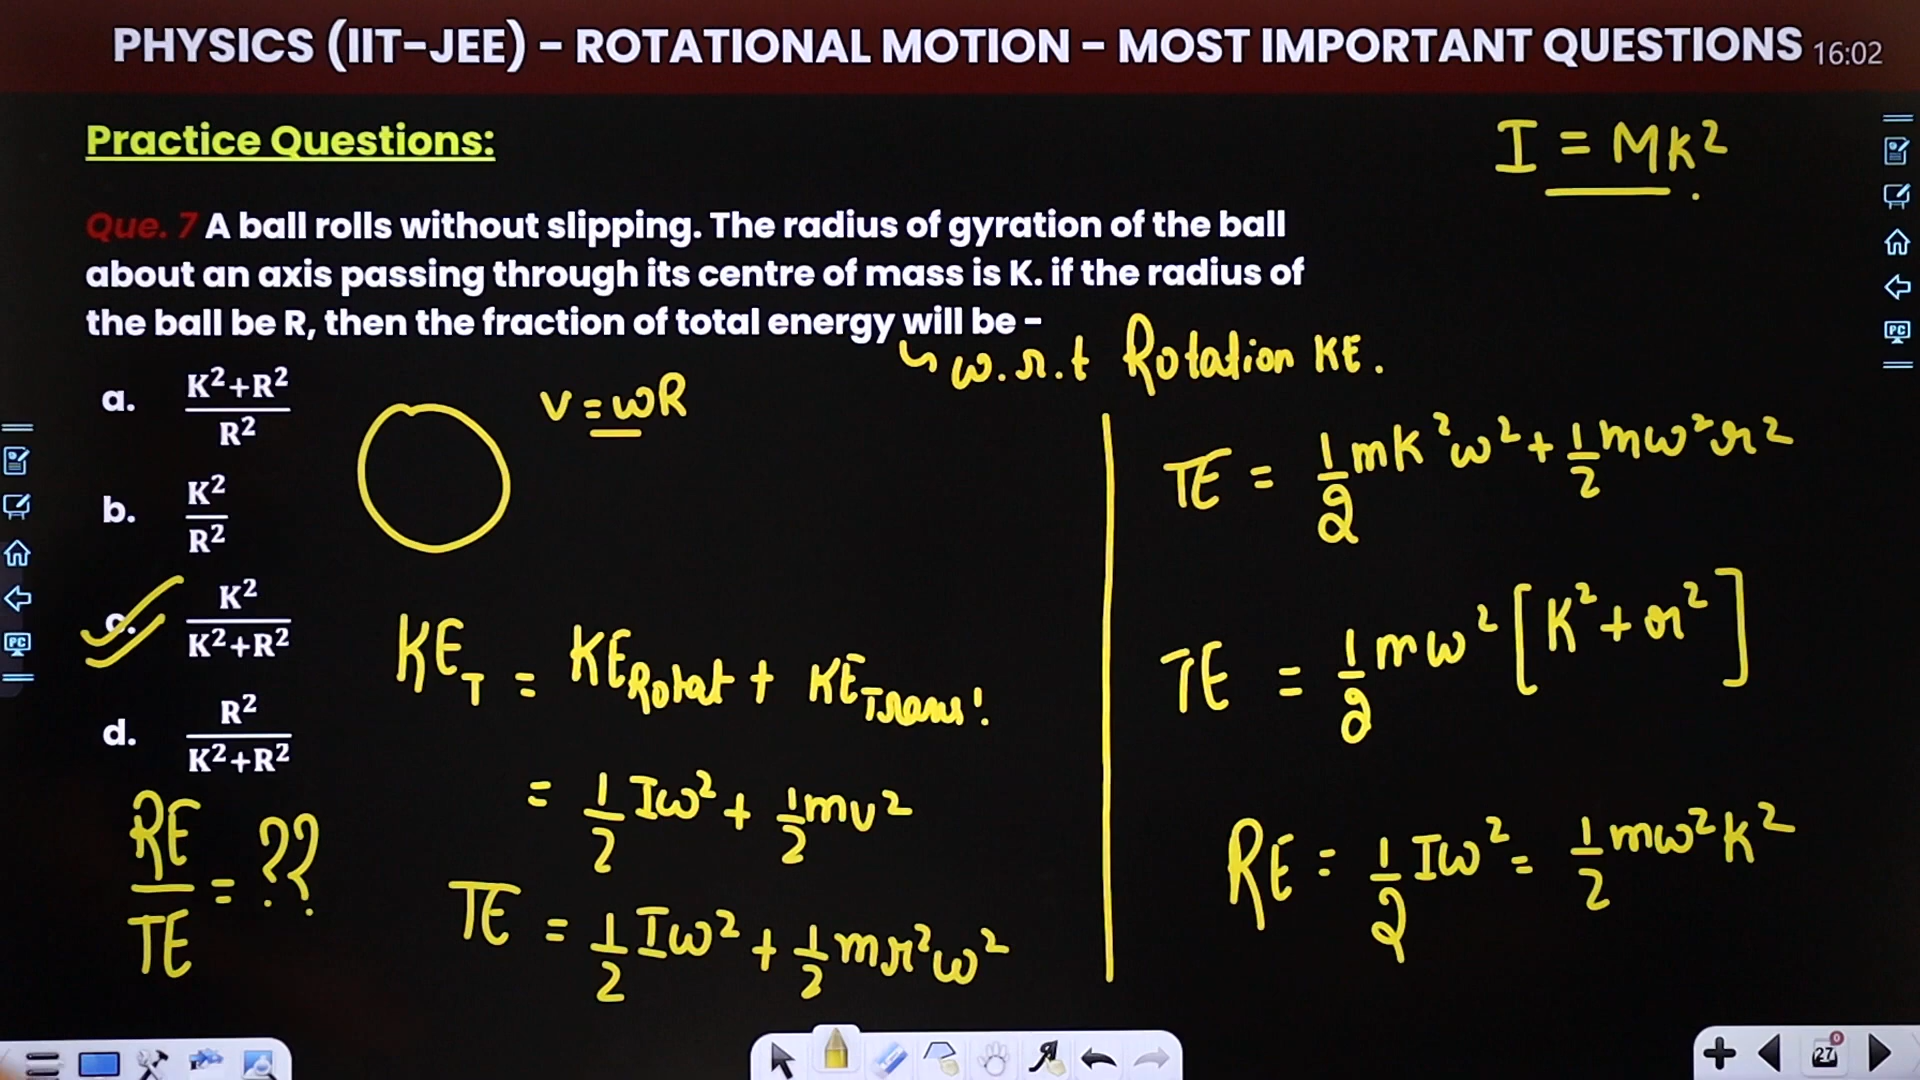 PHYSICS (IIT-JEE) - ROTATIONAL MOTION - MOST IMPORTANT QUESTIONS 16:02
Practice Questions:
I = MK²
Que. 7 A ball rolls without slipping. The radius of gyration of the ball
about an axis passing through its centre of mass is K. if the radius of
the ball be R, then the fraction of total energy will be -
↳ w.r.t Rotation KE.
a. (K²+R²)/R²
b. K²/R²
c. K²/(K²+R²)
d. R²/(K²+R²)
RE/TE = ??
v = ωR
KE_T = KE_Rotat + KE_Trans!
= 1/2 Iω² + 1/2 mv²
TE = 1/2 Iω² + 1/2 mr²ω²
TE = 1/2 mK²ω² + 1/2 mω²r²
TE = 1/2 mω² [K² + r²]
RE = 1/2 Iω² = 1/2 mω²K²
PC
PC
27
0